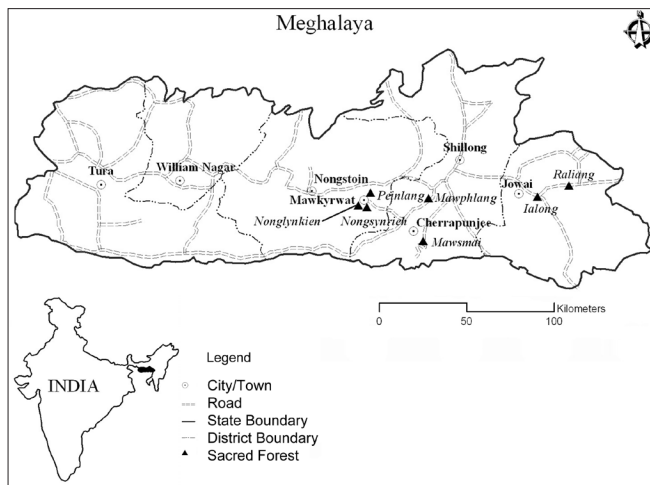 Meghalaya
Shillong
Tura
William Nagar
Nongstoin
Jowai
Raliang
Mawkyrwat
Peinlang
Mawphlang
Ialong
Nonglynkien
Nongsynrich
Cherrapunjee
Mawsmai
Kilometers
0 50 100
INDIA
Legend
City/Town
Road
State Boundary
District Boundary
Sacred Forest